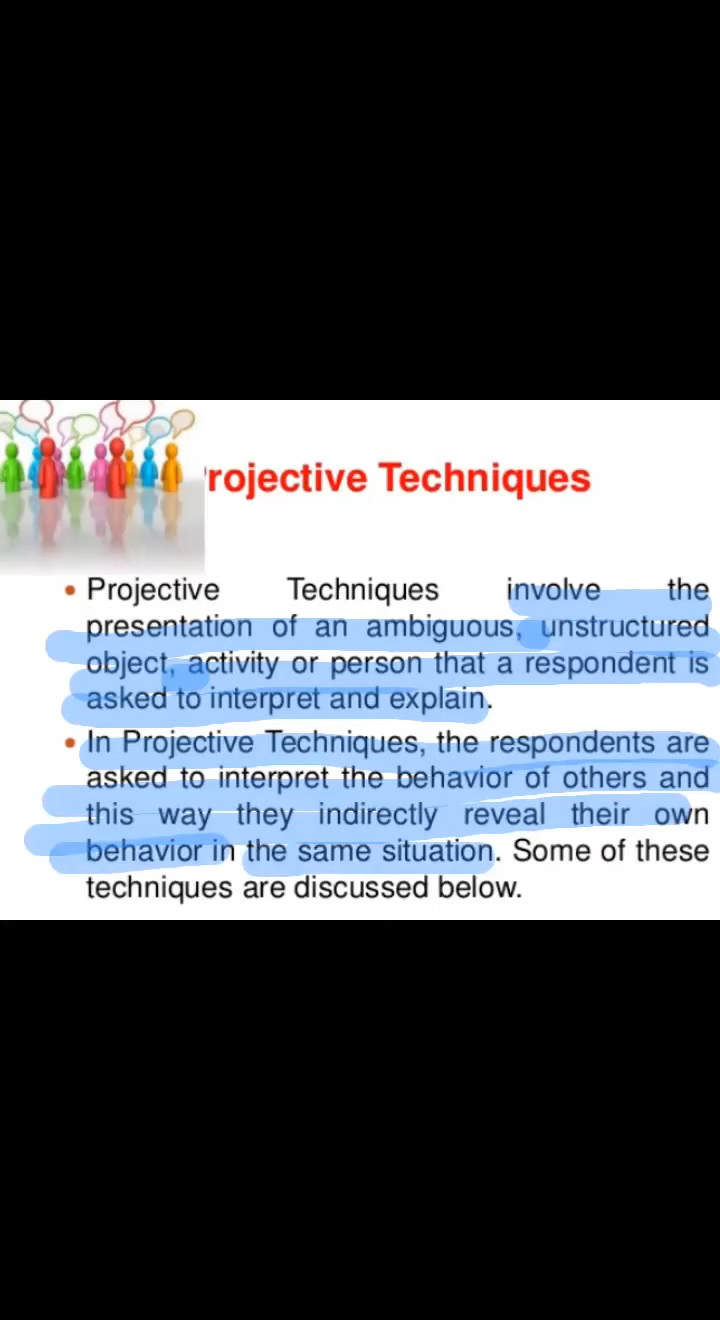 rojective Techniques
• Projective Techniques involve the
presentation of an ambiguous, unstructured
object, activity or person that a respondent is
asked to interpret and explain.
• In Projective Techniques, the respondents are
asked to interpret the behavior of others and
this way they indirectly reveal their own
behavior in the same situation. Some of these
techniques are discussed below.